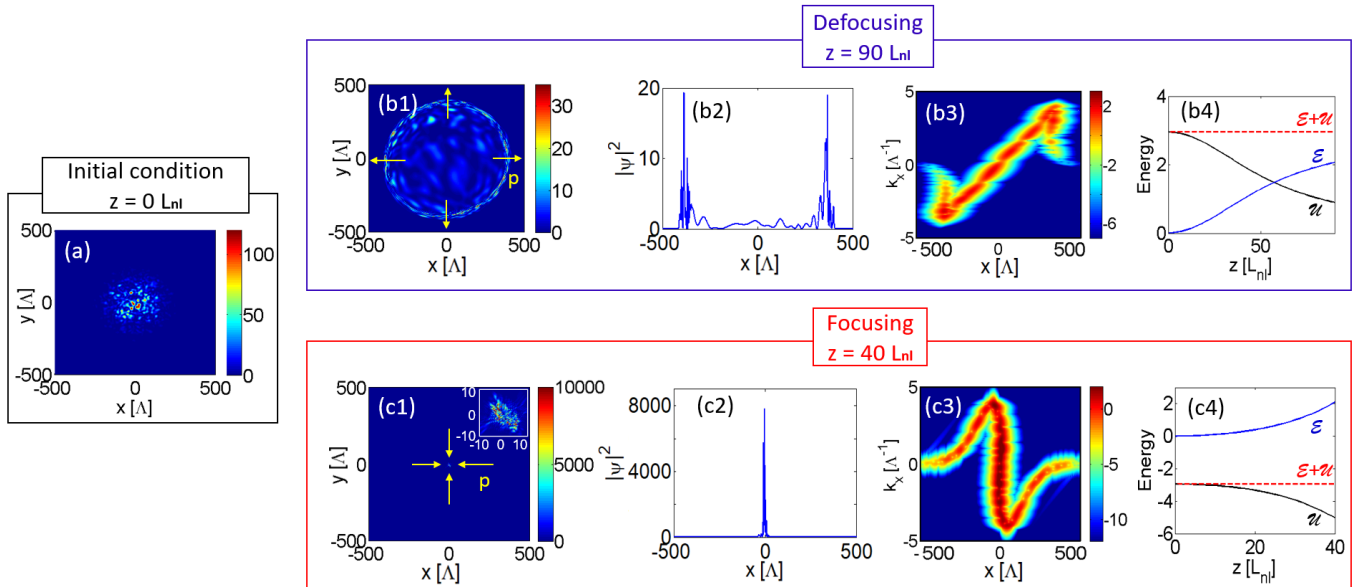 Initial condition
z = 0 Lnl
(a)
y [Λ]
500
0
-500
-500 0 500
x [Λ]
100
50
0
Defocusing
z = 90 Lnl
(b1)
p
y [Λ]
500
0
-500
-500 0 500
x [Λ]
30
20
10
0
(b2)
|ψ|²
20
10
0
-500 0 500
x [Λ]
(b3)
kx [Λ⁻¹]
5
0
-5
-500 0 500
x [Λ]
2
0
-2
-4
-6
(b4)
Energy
4
2
0
0 50
z [Lnl]
ℰ+𝒰
ℰ
𝒰
Focusing
z = 40 Lnl
(c1)
10
0
-10
-10 0 10
p
y [Λ]
500
0
-500
-500 0 500
x [Λ]
10000
5000
0
(c2)
|ψ|²
8000
4000
0
-500 0 500
x [Λ]
(c3)
kx [Λ⁻¹]
5
0
-5
-500 0 500
x [Λ]
0
-5
-10
(c4)
Energy
2
0
-2
-4
-6
0 20 40
z [Lnl]
ℰ
ℰ+𝒰
𝒰